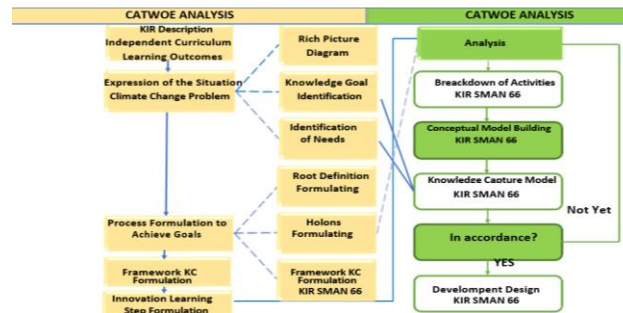 CATWOE ANALYSIS
KIR Description
Independent Curriculum
Learning Outcomes
Expression of the Situation
Climate Change Problem
Process Formulation to
Achieve Goals
Framework KC
Formulation
Innovation Learning
Step Formulation
Rich Picture
Diagram
Knowledge Goal
Identification
Identification
of Needs
Root Definition
Formulating
Holons
Formulating
Framework KC
Formulation
KIR SMAN 66
CATWOE ANALYSIS
Analysis
Breackdown of Activities
KIR SMAN 66
Conceptual Model Building
KIR SMAN 66
Knowledge Capture Model
KIR SMAN 66
Not Yet
In accordance?
YES
Develompent Design
KIR SMAN 66